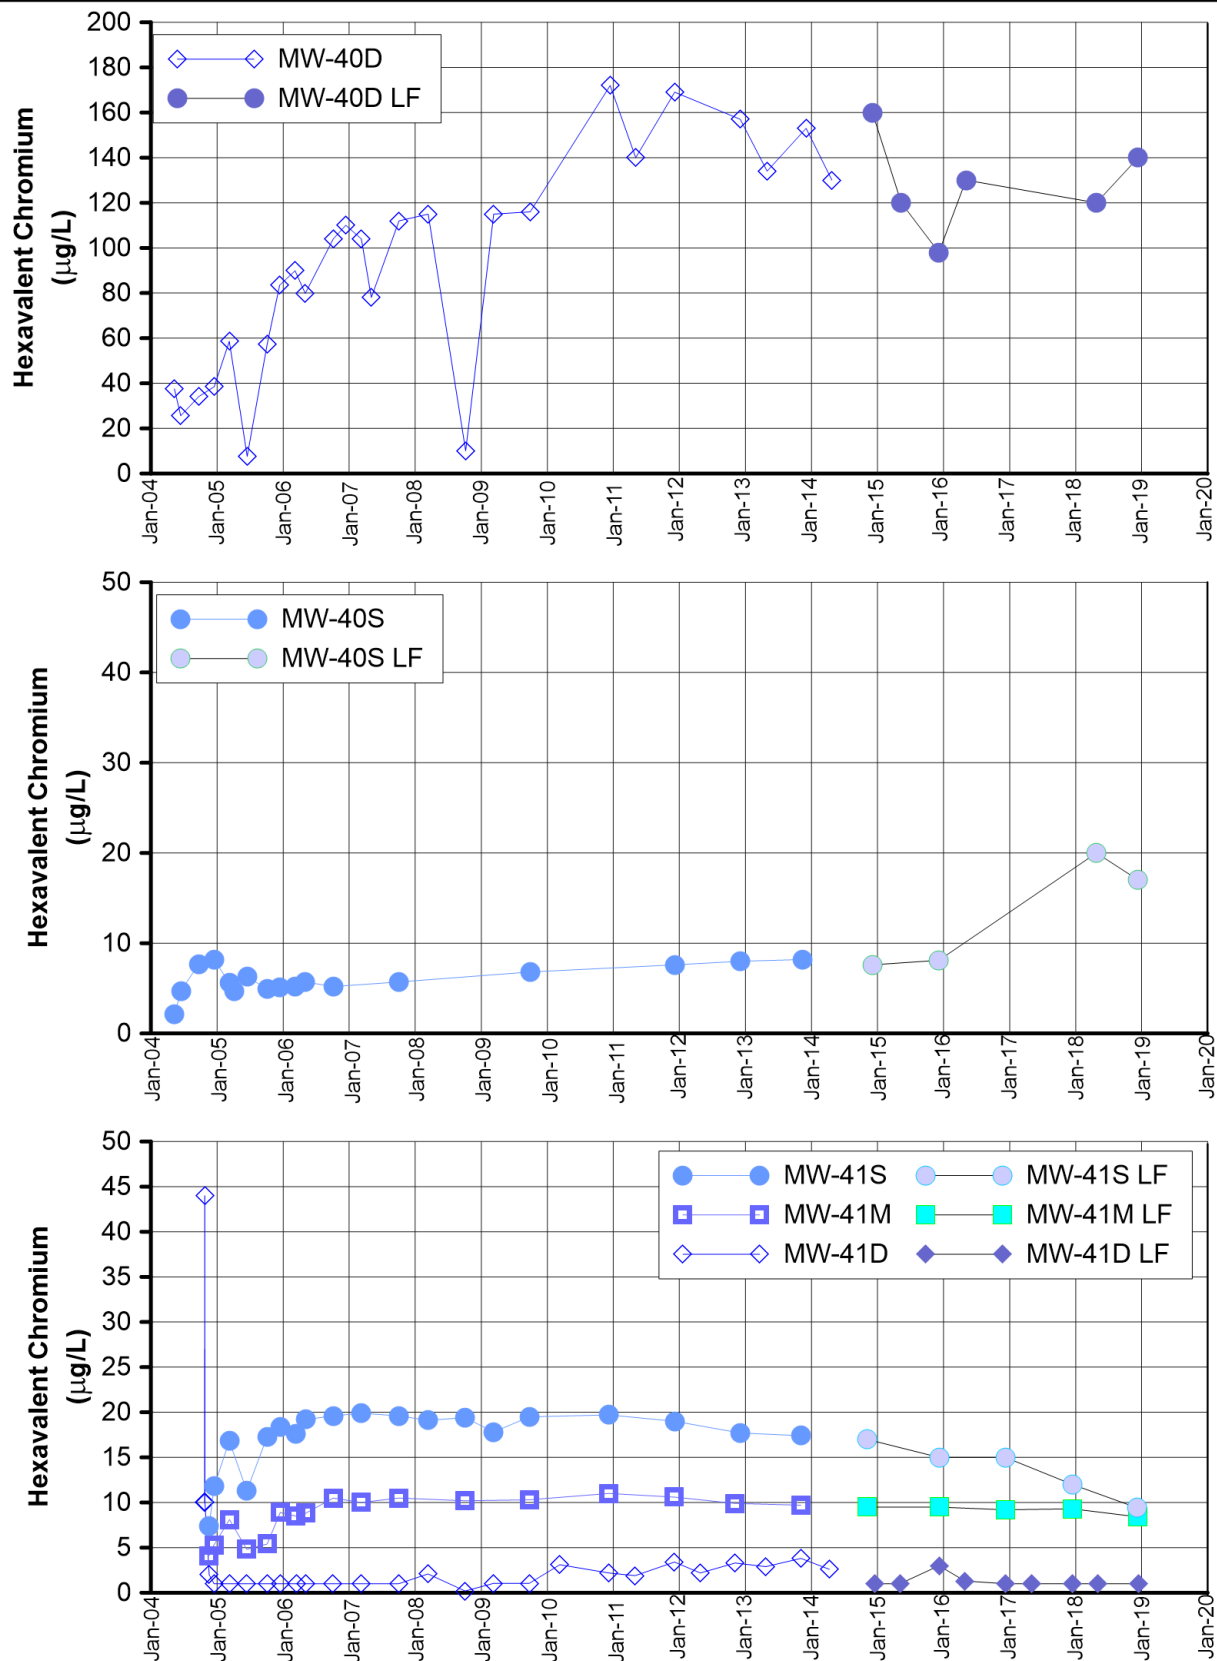 Hexavalent Chromium
(µg/L)
200
180
160
140
120
100
80
60
40
20
0
MW-40D
MW-40D LF
Jan-04
Jan-05
Jan-06
Jan-07
Jan-08
Jan-09
Jan-10
Jan-11
Jan-12
Jan-13
Jan-14
Jan-15
Jan-16
Jan-17
Jan-18
Jan-19
Jan-20
Hexavalent Chromium
(µg/L)
50
40
30
20
10
0
MW-40S
MW-40S LF
Jan-04
Jan-05
Jan-06
Jan-07
Jan-08
Jan-09
Jan-10
Jan-11
Jan-12
Jan-13
Jan-14
Jan-15
Jan-16
Jan-17
Jan-18
Jan-19
Jan-20
Hexavalent Chromium
(µg/L)
50
45
40
35
30
25
20
15
10
5
0
MW-41S
MW-41M
MW-41D
MW-41S LF
MW-41M LF
MW-41D LF
Jan-04
Jan-05
Jan-06
Jan-07
Jan-08
Jan-09
Jan-10
Jan-11
Jan-12
Jan-13
Jan-14
Jan-15
Jan-16
Jan-17
Jan-18
Jan-19
Jan-20